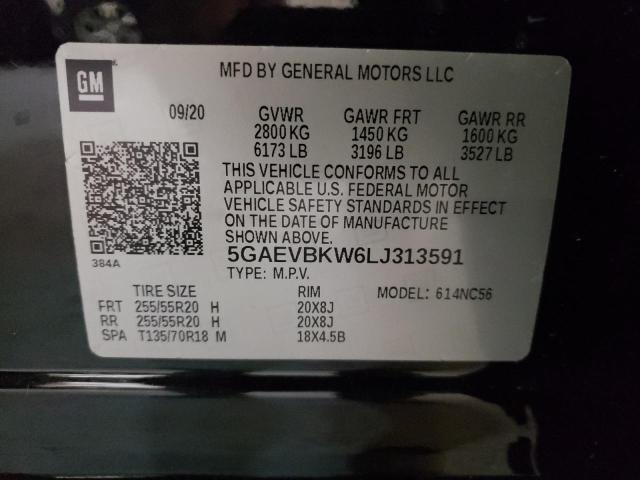 GM
MFD BY GENERAL MOTORS LLC
09/20 GVWR GAWR FRT GAWR RR
2800 KG 1450 KG 1600 KG
6173 LB 3196 LB 3527 LB
THIS VEHICLE CONFORMS TO ALL
APPLICABLE U.S. FEDERAL MOTOR
VEHICLE SAFETY STANDARDS IN EFFECT
ON THE DATE OF MANUFACTURE
SHOWN ABOVE.
384A
5GAEVBKW6LJ313591
TYPE: M.P.V.
TIRE SIZE RIM MODEL: 614NC56
FRT 255/55R20 H 20X8J
RR 255/55R20 H 20X8J
SPA T135/70R18 M 18X4.5B